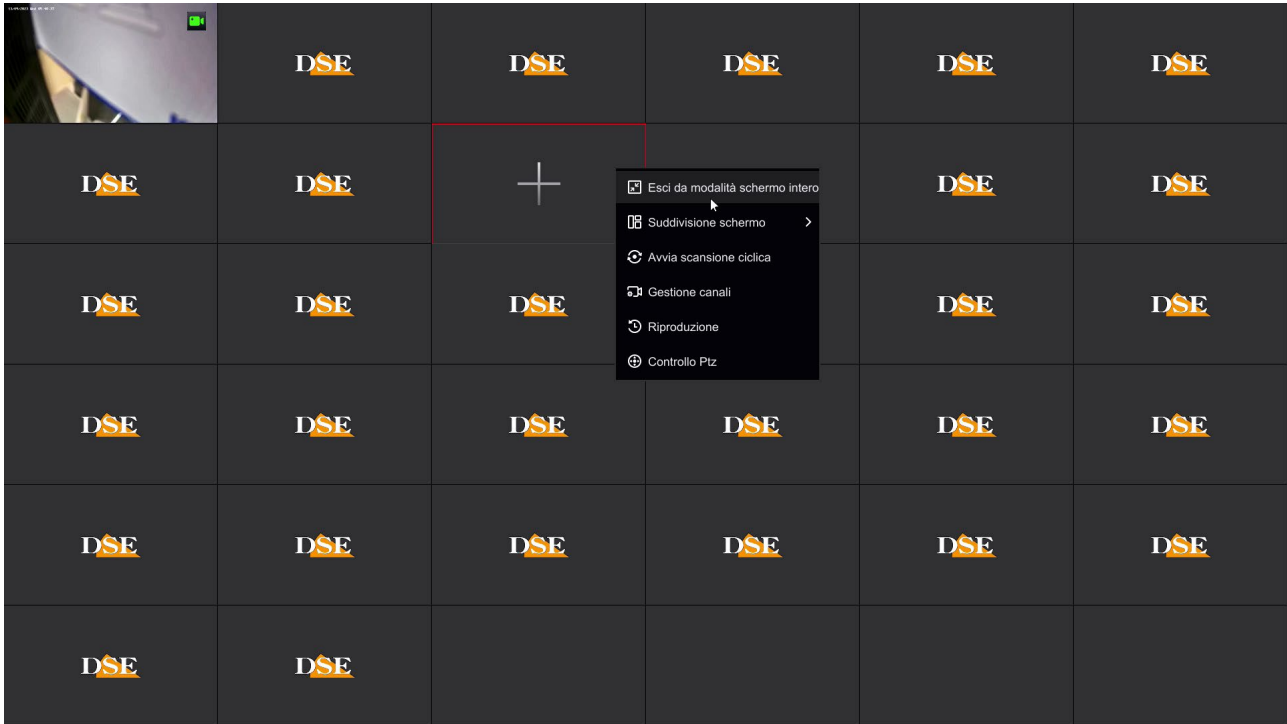 DSE DSE DSE DSE DSE
DSE DSE DSE DSE
Esci da modalità schermo intero
Suddivisione schermo
Avvia scansione ciclica
Gestione canali
Riproduzione
Controllo Ptz
DSE DSE DSE DSE DSE
DSE DSE DSE DSE DSE DSE
DSE DSE DSE DSE DSE DSE
DSE DSE